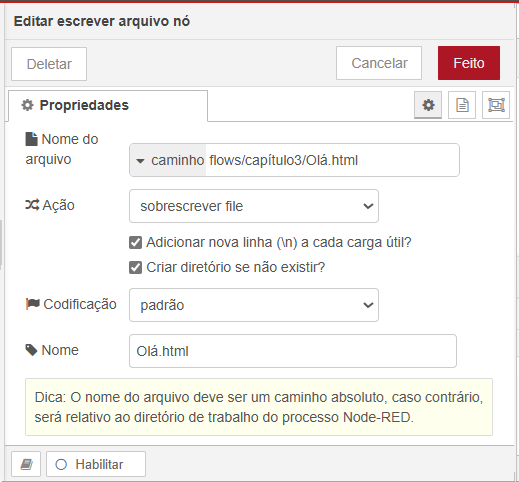 Editar escrever arquivo nó
Deletar
Cancelar
Feito
Propriedades
Nome do
arquivo
caminho flows/capítulo3/Olá.html
Ação
sobrescrever file
Adicionar nova linha (\n) a cada carga útil?
Criar diretório se não existir?
Codificação
padrão
Nome
Olá.html
Dica: O nome do arquivo deve ser um caminho absoluto, caso contrário,
será relativo ao diretório de trabalho do processo Node-RED.
Habilitar